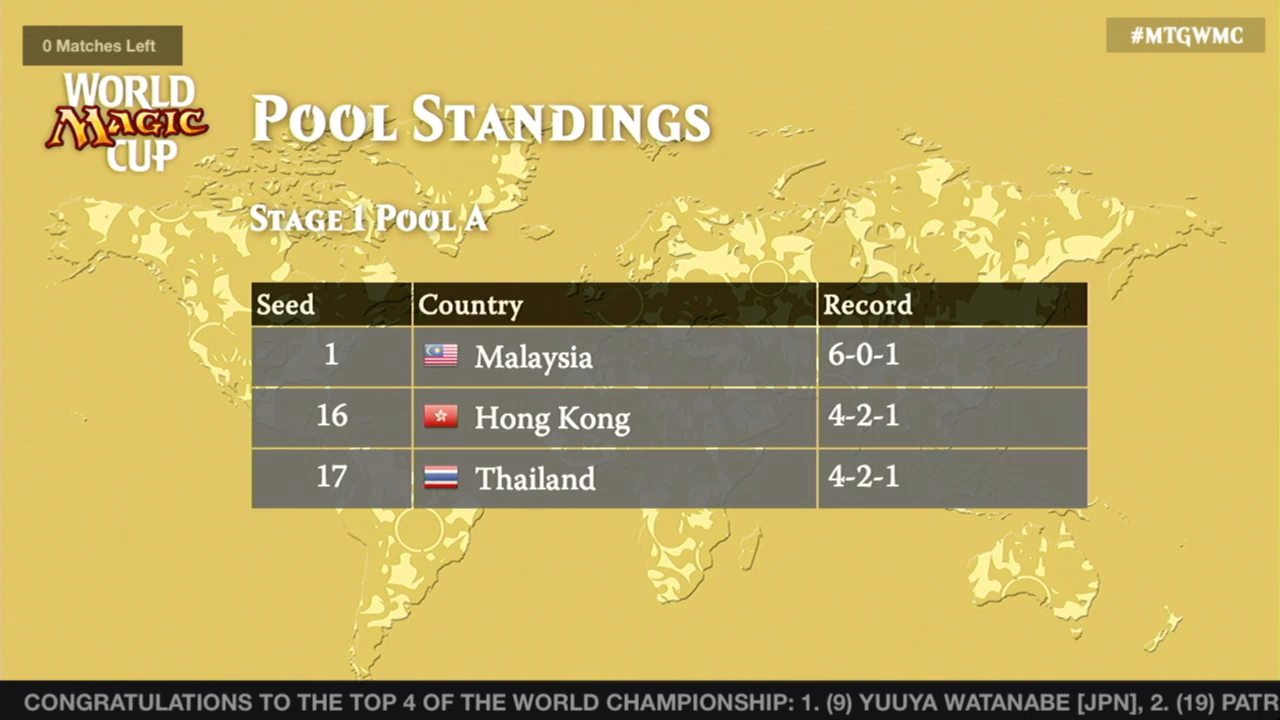 0 Matches Left
#MTGWMC
WORLD
MAGIC
CUP
POOL STANDINGS
STAGE 1 POOL A
Seed Country Record
1 Malaysia 6-0-1
16 Hong Kong 4-2-1
17 Thailand 4-2-1
CONGRATULATIONS TO THE TOP 4 OF THE WORLD CHAMPIONSHIP: 1. (9) YUUYA WATANABE [JPN], 2. (19) PATR